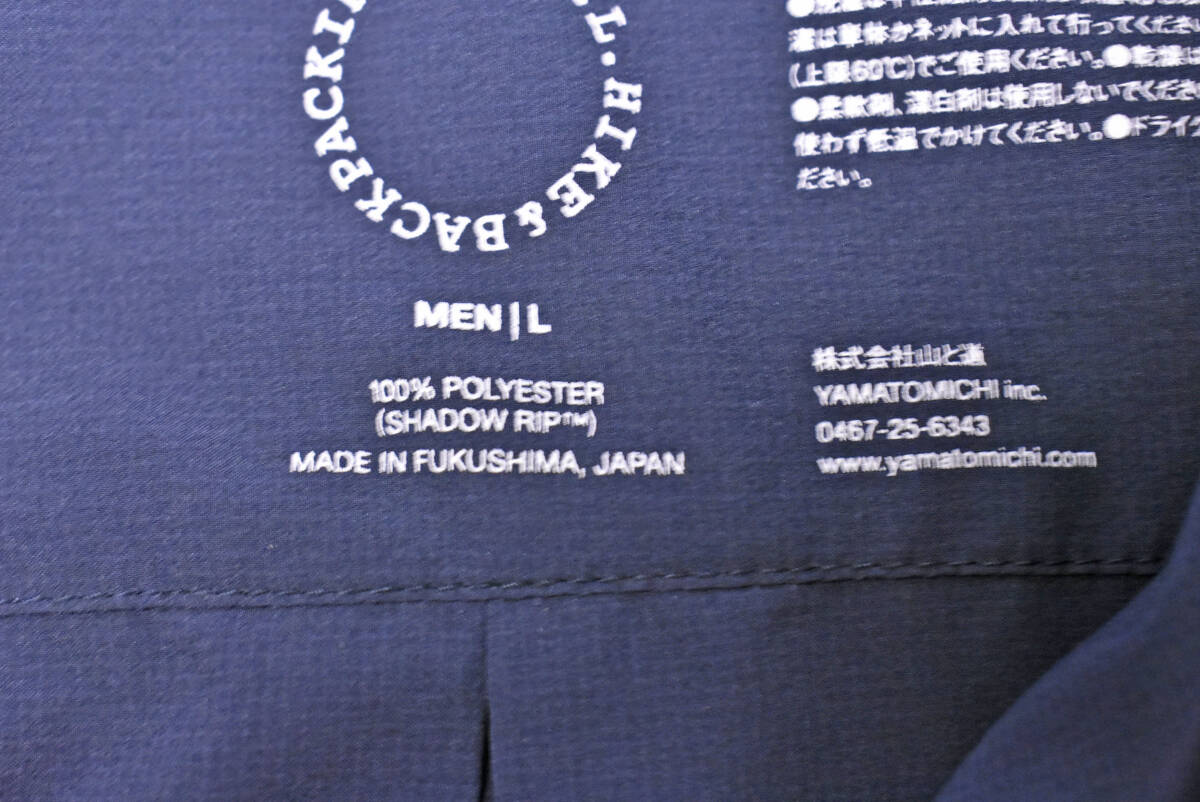 L. HIKE & BACKPACKI
MEN | L
100% POLYESTER
(SHADOW RIP™)
MADE IN FUKUSHIMA, JAPAN
濯は単体かネットに入れて行ってくださ
(上限60℃)でご使用ください。●乾燥は
●柔軟剤、漂白剤は使用しないでくださ
使わず低温でかけてください。●ドライク
ださい。
株式会社山と道
YAMATOMICHI inc.
0467-25-6343
www.yamatomichi.com